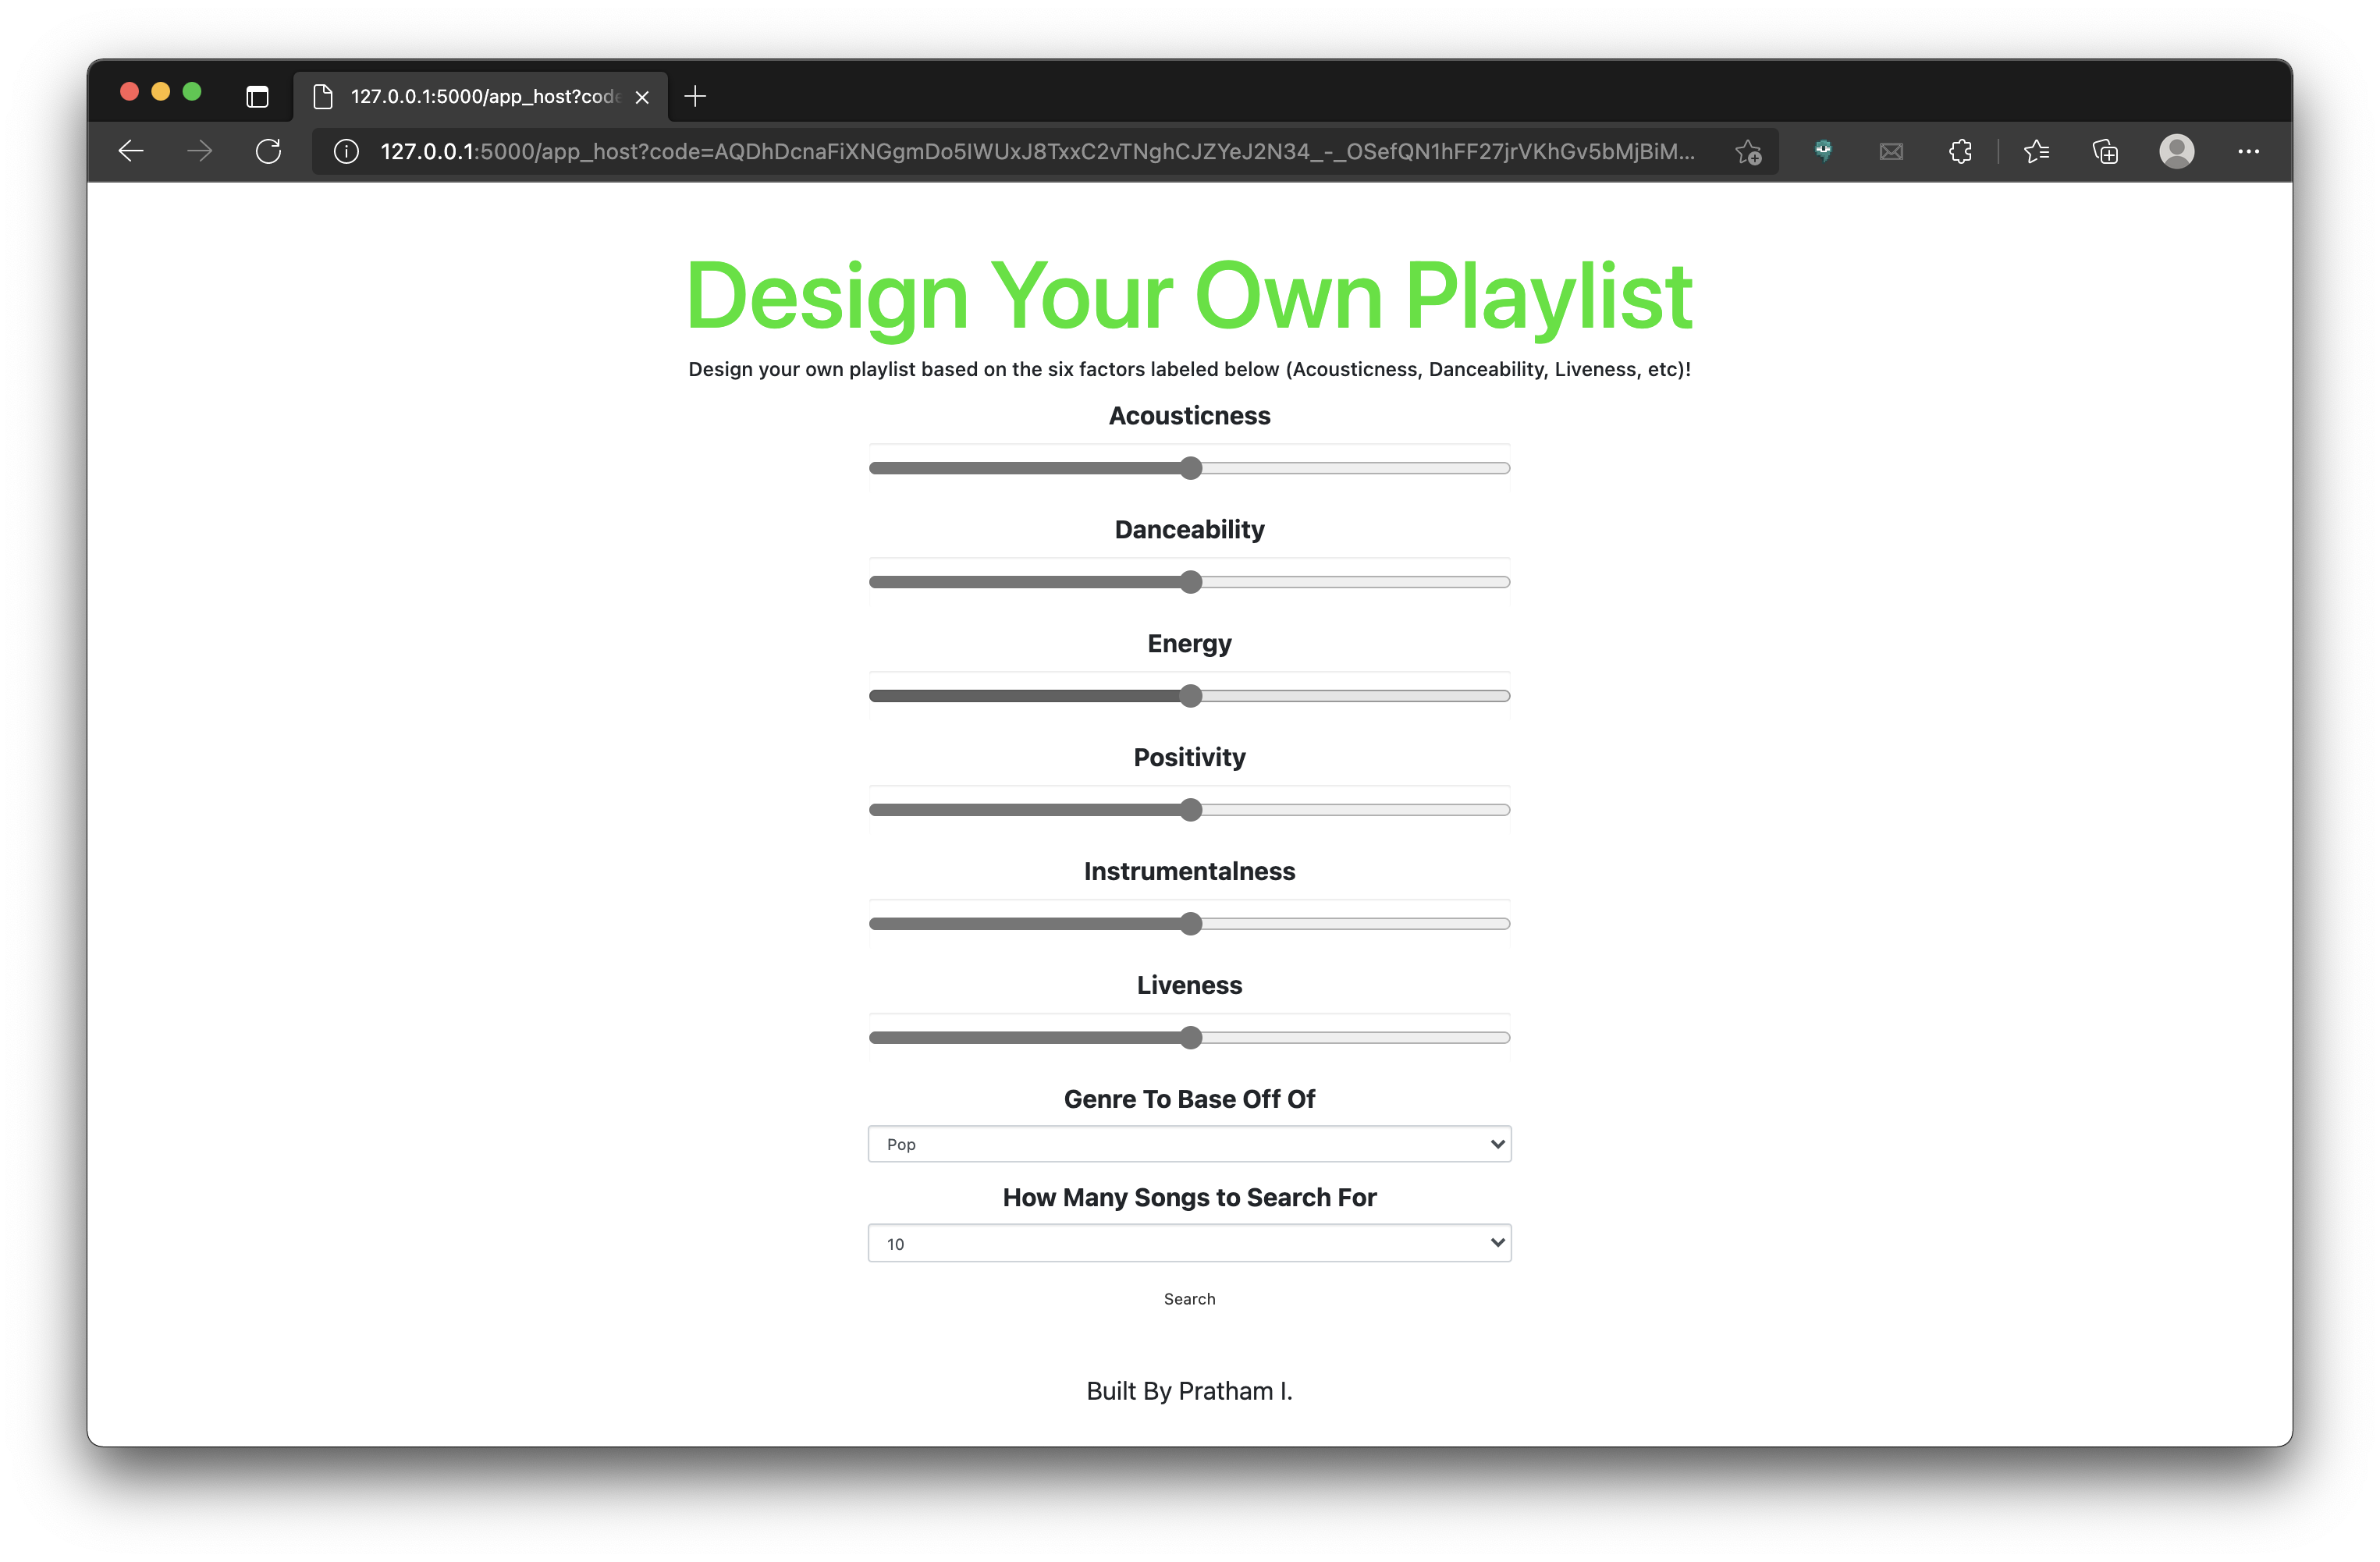 127.0.0.1:5000/app_host?code
127.0.0.1:5000/app_host?code=AQDhDcnaFiXNGgmDo5IWUxJ8TxxC2vTNghCJZYeJ2N34_-_OSefQN1hFF27jrVKhGv5bMjBiM...
Design Your Own Playlist
Design your own playlist based on the six factors labeled below (Acousticness, Danceability, Liveness, etc)!
Acousticness
Danceability
Energy
Positivity
Instrumentalness
Liveness
Genre To Base Off Of
Pop
How Many Songs to Search For
10
Search
Built By Pratham I.